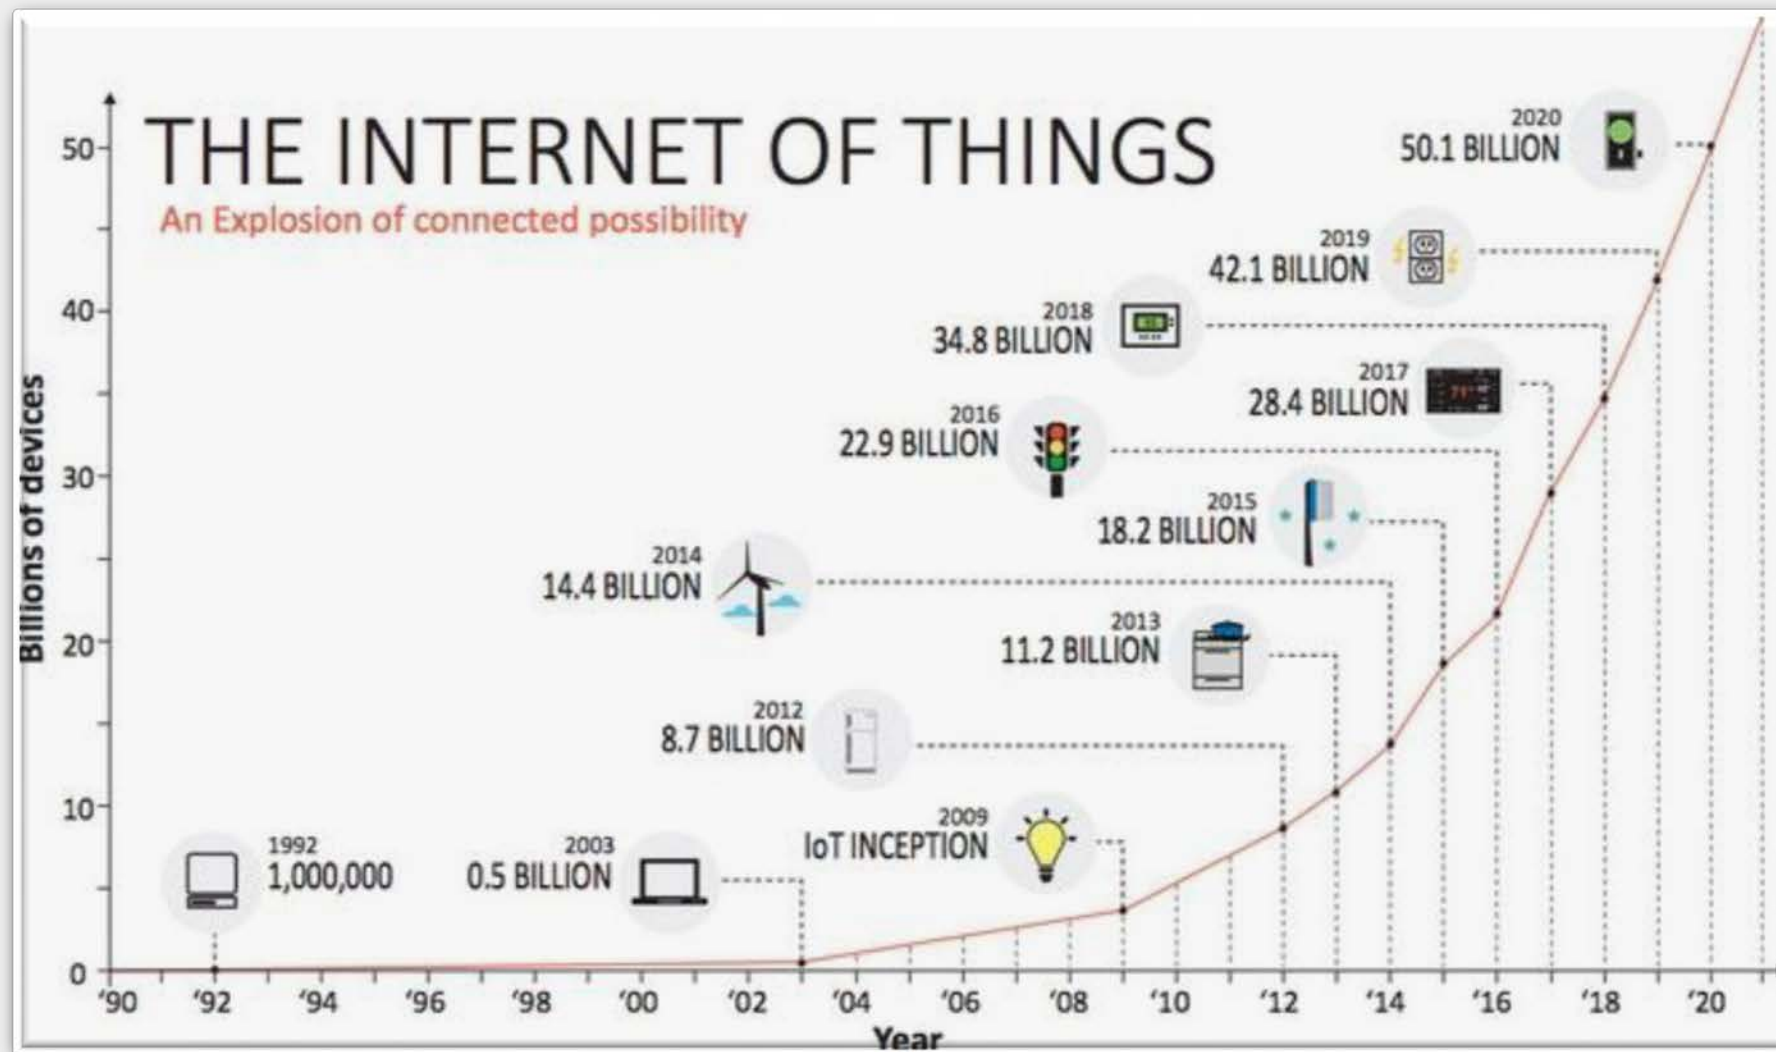 THE INTERNET OF THINGS
An Explosion of connected possibility
Billions of devices
50
40
30
20
10
0
2020
50.1 BILLION
2019
42.1 BILLION
2018
34.8 BILLION
2017
28.4 BILLION
2016
22.9 BILLION
2015
18.2 BILLION
2014
14.4 BILLION
2013
11.2 BILLION
2012
8.7 BILLION
2009
IoT INCEPTION
2003
0.5 BILLION
1992
1,000,000
‘90 ‘92 ‘94 ‘96 ‘98 ‘00 ‘02 ‘04 ‘06 ‘08 ‘10 ‘12 ‘14 ‘16 ‘18 ‘20
Year